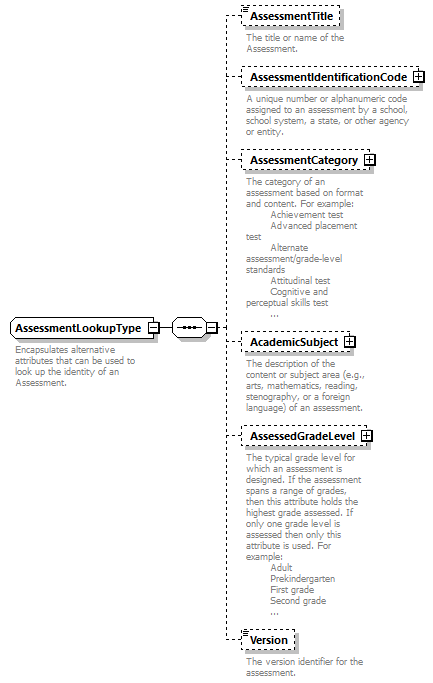 AssessmentTitle
The title or name of the
Assessment.
AssessmentIdentificationCode
A unique number or alphanumeric code
assigned to an assessment by a school,
school system, a state, or other agency
or entity.
AssessmentCategory
The category of an
assessment based on format
and content. For example:
Achievement test
Advanced placement
test
Alternate
assessment/grade-level
standards
Attitudinal test
Cognitive and
perceptual skills test
...
AssessmentLookupType
Encapsulates alternative
attributes that can be used to
look up the identity of an
Assessment.
AcademicSubject
The description of the
content or subject area (e.g.,
arts, mathematics, reading,
stenography, or a foreign
language) of an assessment.
AssessedGradeLevel
The typical grade level for
which an assessment is
designed. If the assessment
spans a range of grades,
then this attribute holds the
highest grade assessed. If
only one grade level is
assessed then only this
attribute is used. For
example:
Adult
Prekindergarten
First grade
Second grade
...
Version
The version identifier for the
assessment.